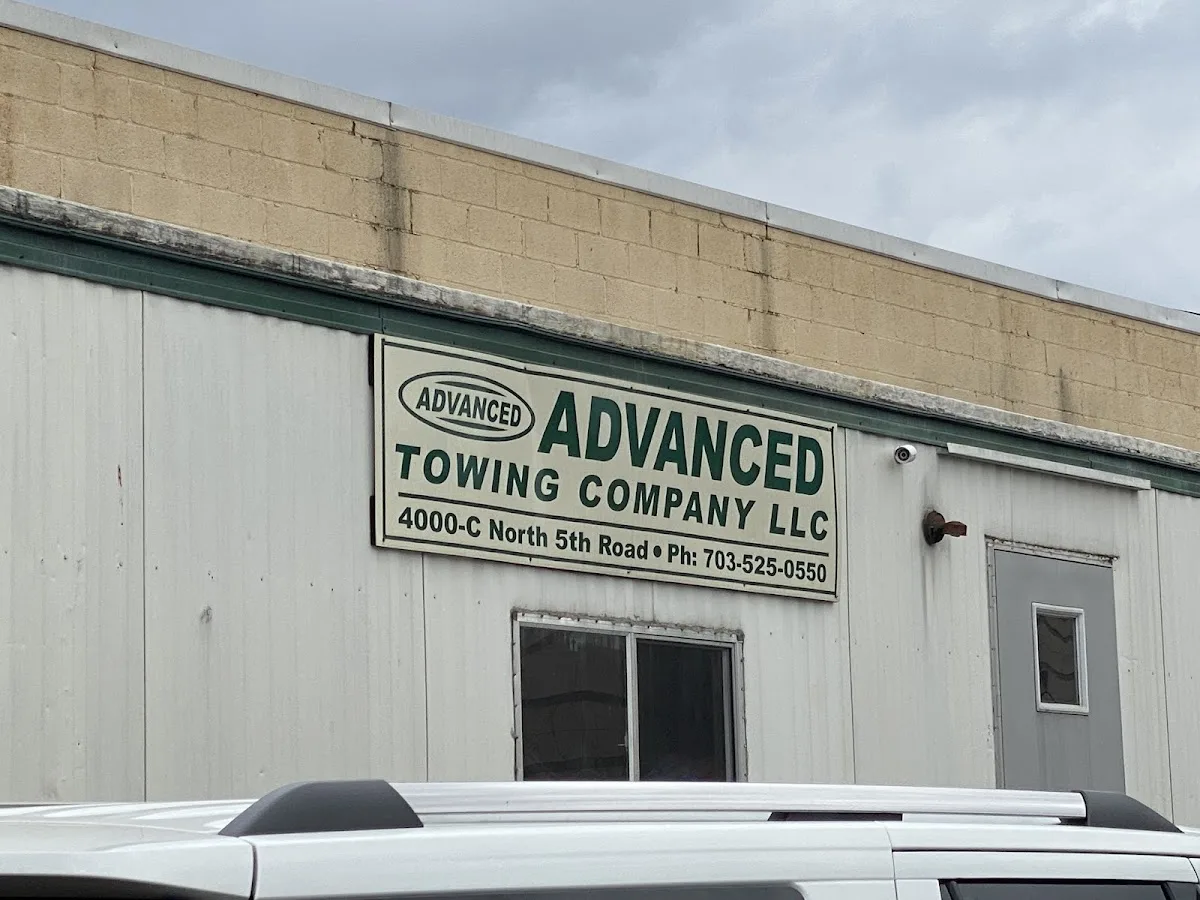 ADVANCED
ADVANCED
TOWING COMPANY LLC
4000-C North 5th Road • Ph: 703-525-0550